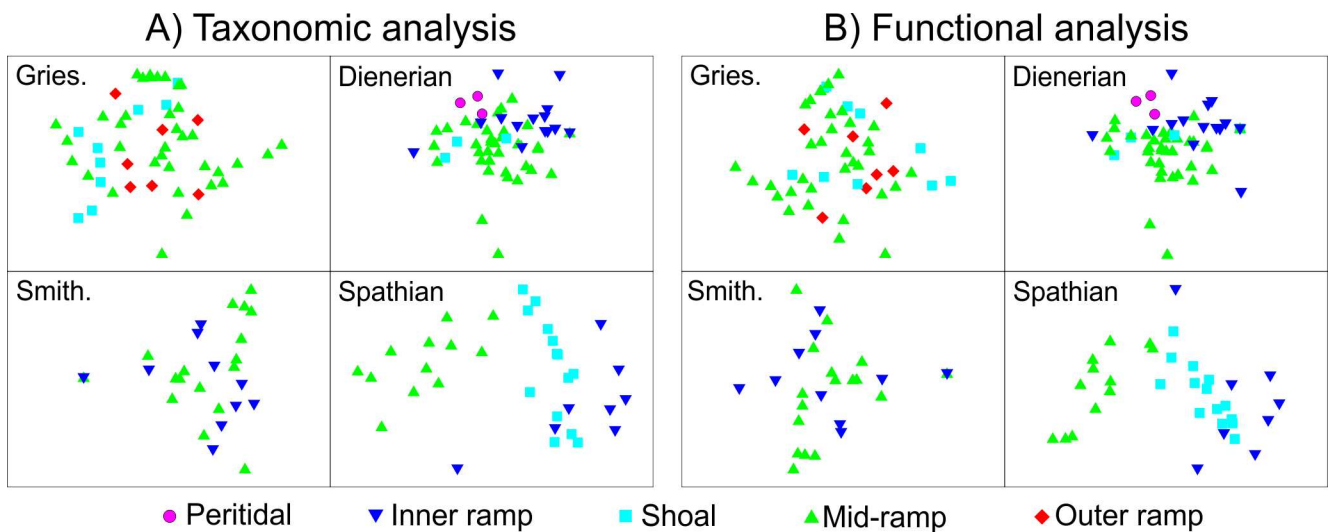 A) Taxonomic analysis
B) Functional analysis
Gries.
Dienerian
Gries.
Dienerian
Smith.
Spathian
Smith.
Spathian
Peritidal
Inner ramp
Shoal
Mid-ramp
Outer ramp